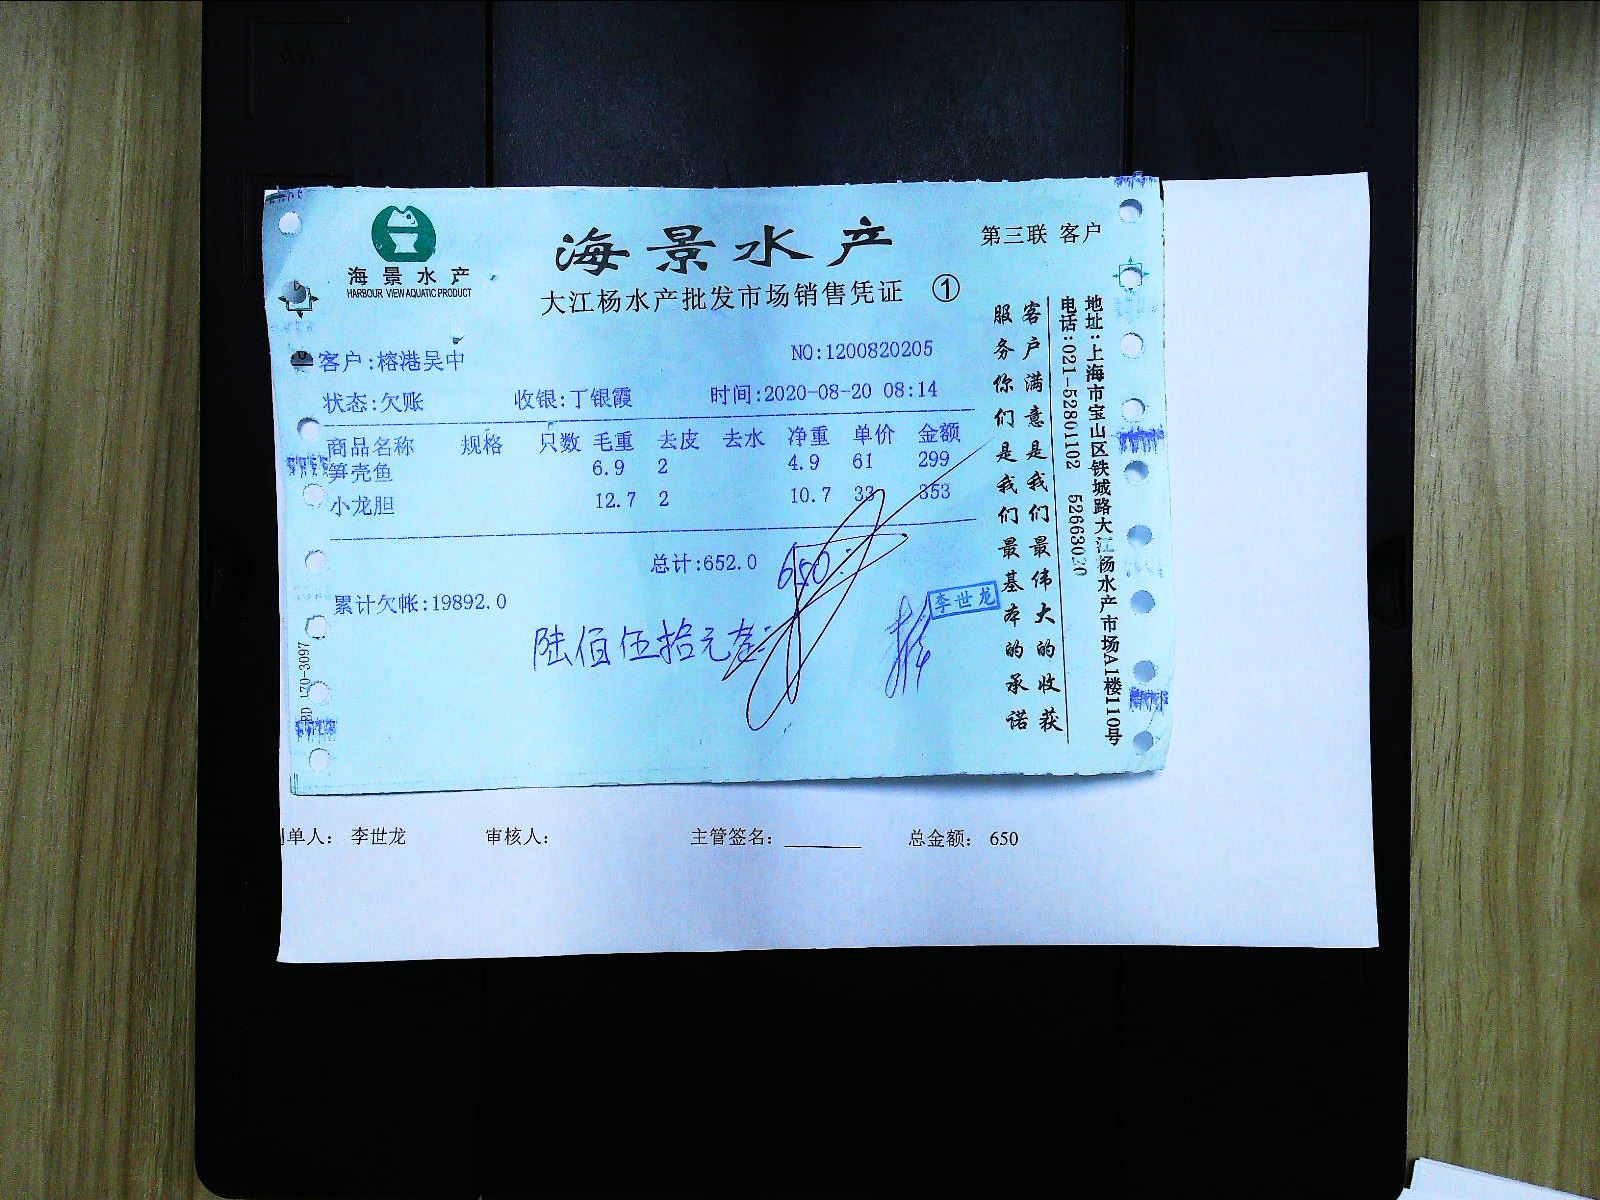 海景水产
HARBOUR VIEW AQUATIC PRODUCT
海景水产
第三联 客户
大江杨水产批发市场销售凭证 ①
客户:榕港吴中
NO:1200820205
状态:欠账 收银:丁银霞 时间:2020-08-20 08:14
商品名称 规格 只数 毛重 去皮 去水 净重 单价 金额
笋壳鱼 6.9 2 4.9 61 299
小龙胆 12.7 2 10.7 33 353
总计:652.0 650
累计欠帐:19892.0
陆佰伍拾元整
李世龙
客户满意是我们最伟大的收获
服务你们是我们最基本的承诺
地址:上海市宝山区铁城路大江杨水产市场A1楼110号
电话:021-52801102 52663020
BD 170-3097
制单人: 李世龙 审核人: 主管签名: 总金额: 650